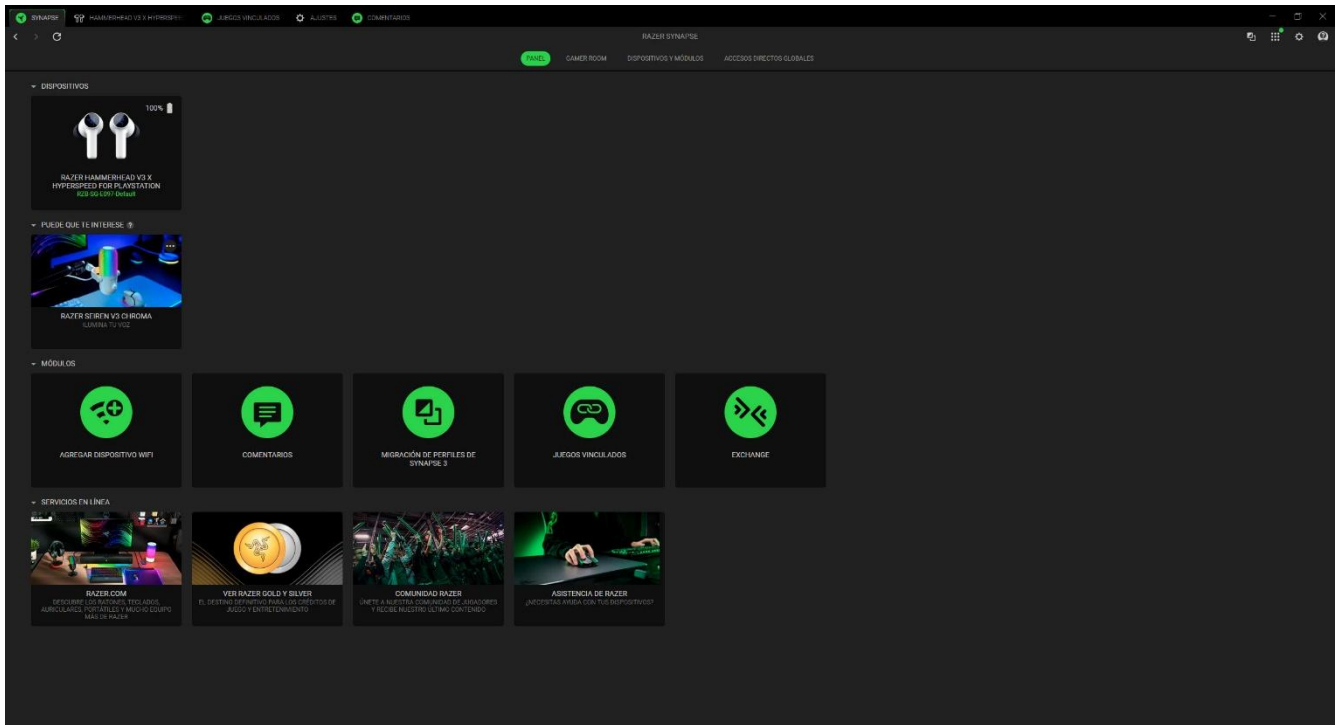 SYNAPSE
HAMMERHEAD V3 X HYPERSPEE
JUEGOS VINCULADOS
AJUSTES
COMENTARIOS
RAZER SYNAPSE
PANEL
GAMER ROOM
DISPOSITIVOS Y MÓDULOS
ACCESOS DIRECTOS GLOBALES
DISPOSITIVOS
100%
RAZER HAMMERHEAD V3 X
HYPERSPEED FOR PLAYSTATION
RZB-SG-E097-Default
PUEDE QUE TE INTERESE
RAZER SEIREN V3 CHROMA
ILUMINA TU VOZ
MÓDULOS
AGREGAR DISPOSITIVO WIFI
COMENTARIOS
MIGRACIÓN DE PERFILES DE
SYNAPSE 3
JUEGOS VINCULADOS
EXCHANGE
SERVICIOS EN LÍNEA
RAZER.COM
DESCUBRE LOS RATONES, TECLADOS,
AURICULARES, PORTÁTILES Y MUCHO EQUIPO
MÁS DE RAZER
VER RAZER GOLD Y SILVER
EL DESTINO DEFINITIVO PARA LOS CRÉDITOS DE
JUEGO Y ENTRETENIMIENTO
COMUNIDAD RAZER
ÚNETE A NUESTRA COMUNIDAD DE JUGADORES
Y RECIBE NUESTRO ÚLTIMO CONTENIDO
ASISTENCIA DE RAZER
¿NECESITAS AYUDA CON TUS DISPOSITIVOS?